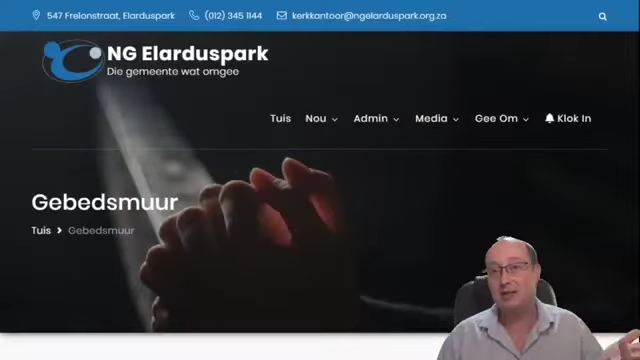 547 Frelonstraat, Elarduspark
(012) 345 1144
kerkkantoor@ngelarduspark.org.za
NG Elarduspark
Die gemeente wat omgee
Tuis
Nou
Admin
Media
Gee Om
Klok In
Gebedsmuur
Tuis
Gebedsmuur